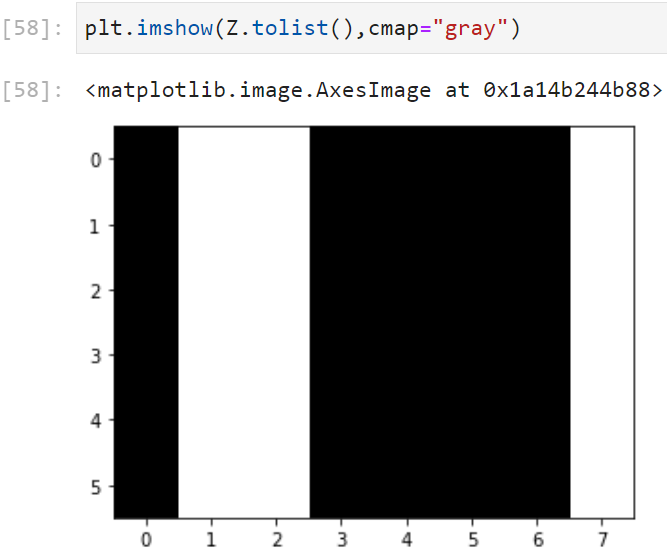 [58]: plt.imshow(Z.tolist(),cmap="gray")
[58]: <matplotlib.image.AxesImage at 0x1a14b244b88>
0
1
2
3
4
5
0 1 2 3 4 5 6 7